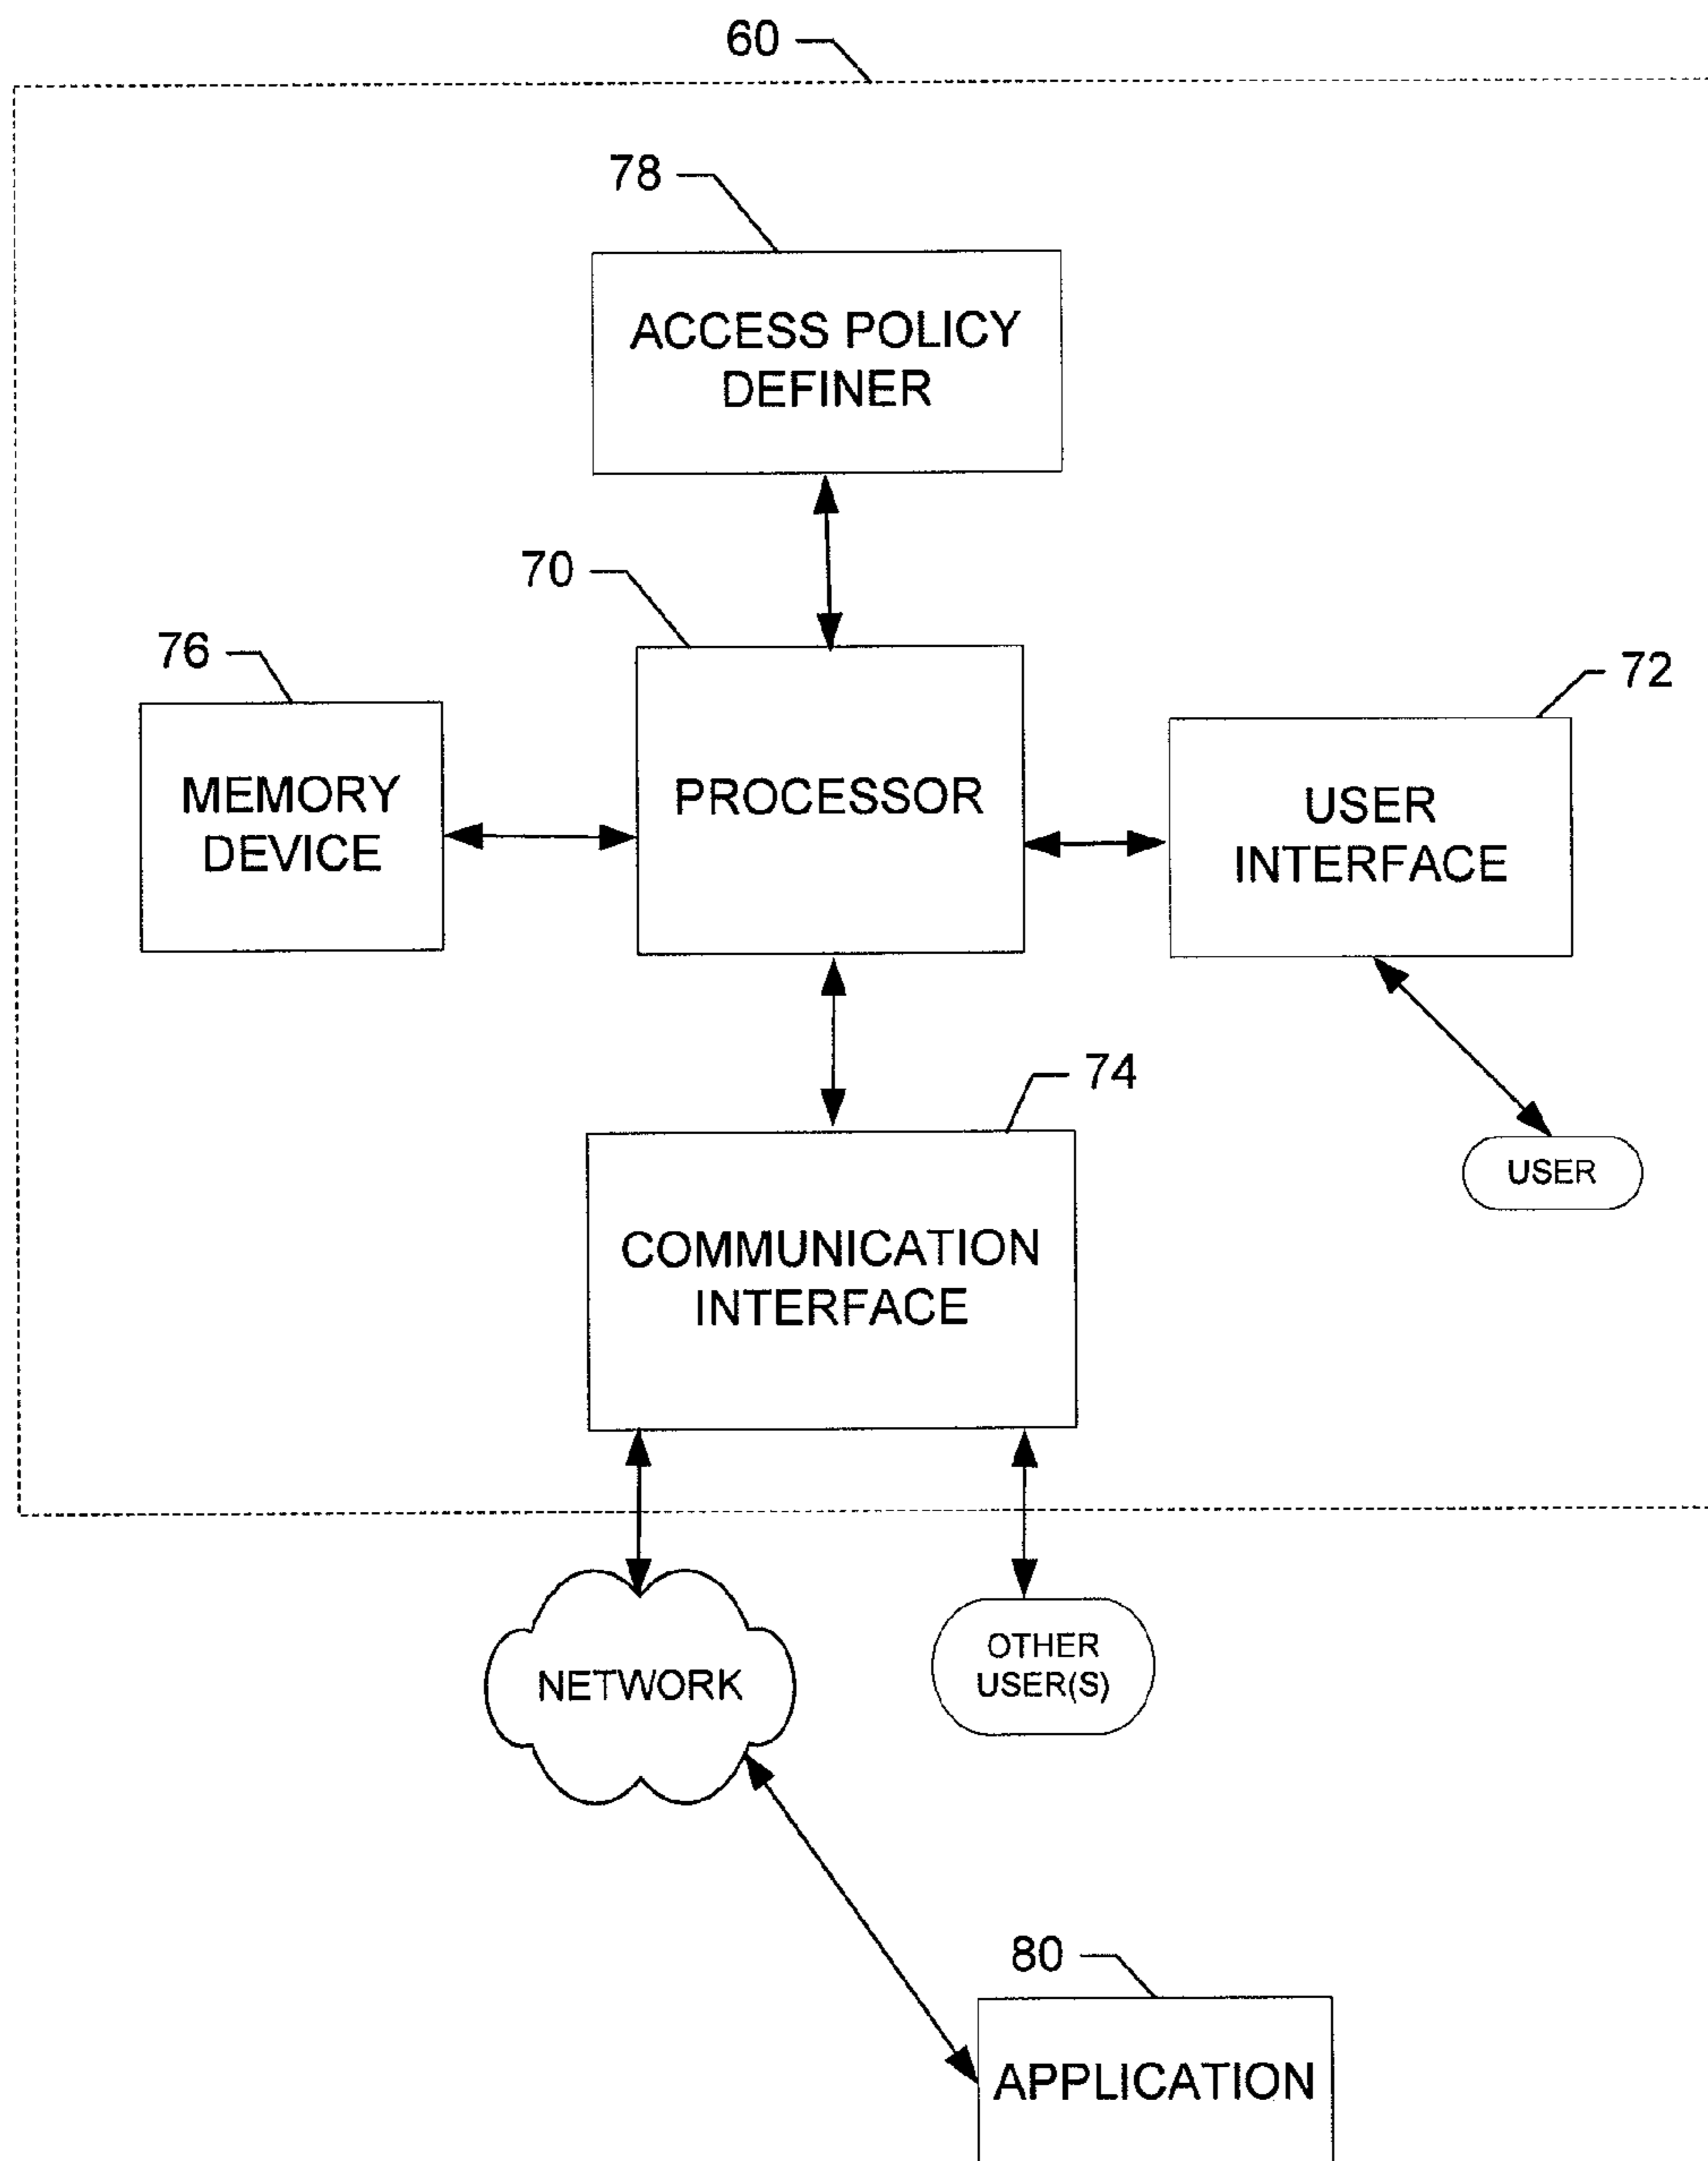 60
78
ACCESS POLICY
DEFINER
70
76
72
MEMORY
DEVICE
PROCESSOR
USER
INTERFACE
74
USER
COMMUNICATION
INTERFACE
NETWORK
OTHER
USER(S)
80
APPLICATION